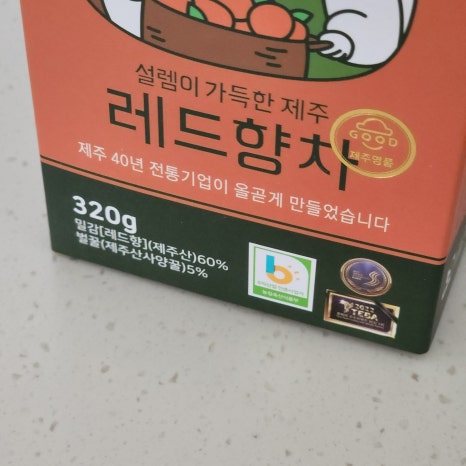 설렘이 가득한 제주
레드향차
GOOD
제주명품
제주 40년 전통기업이 올곧게 만들었습니다
320g
밀감[레드향](제주산)60%
벌꿀(제주산사양꿀)5%